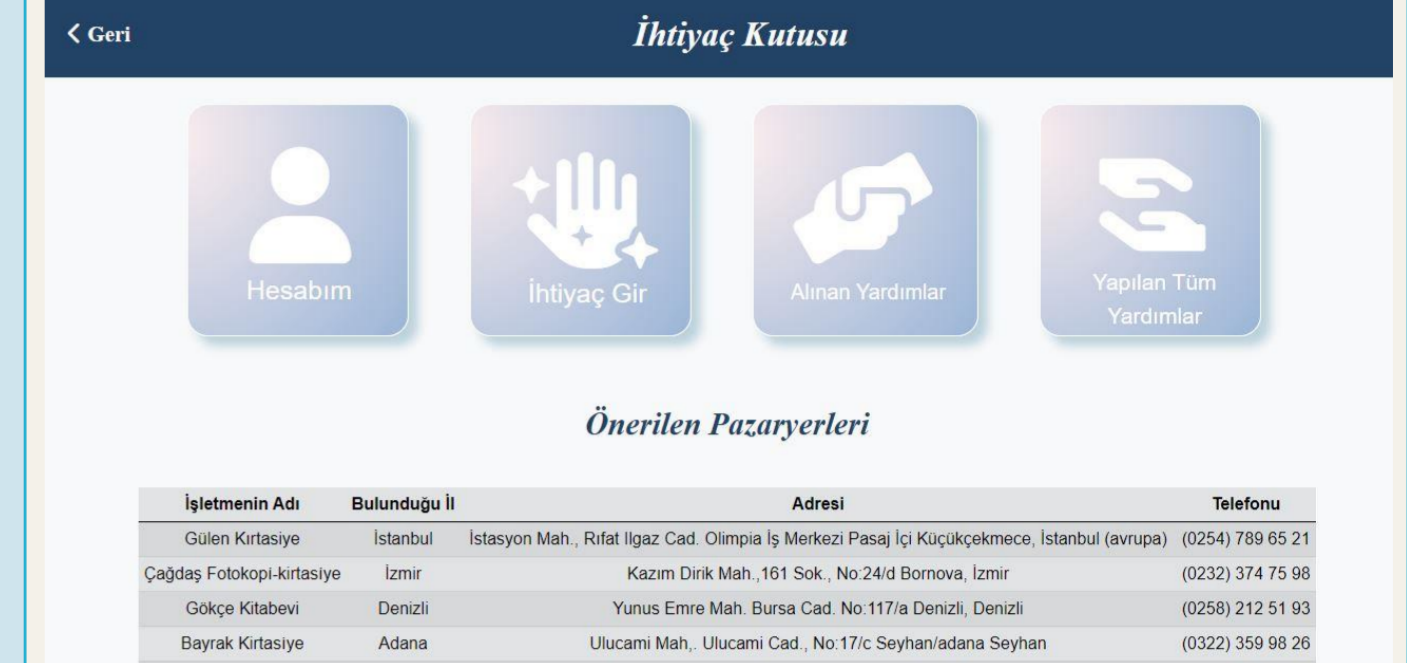 Geri
İhtiyaç Kutusu
Hesabım
İhtiyaç Gir
Alınan Yardımlar
Yapılan Tüm
Yardımlar
Önerilen Pazaryerleri
İşletmenin Adı Bulunduğu İl Adresi Telefonu
Gülen Kırtasiye İstanbul İstasyon Mah., Rıfat Ilgaz Cad. Olimpia İş Merkezi Pasaj İçi Küçükçekmece, İstanbul (avrupa) (0254) 789 65 21
Çağdaş Fotokopi-kirtasiye İzmir Kazım Dirik Mah.,161 Sok., No:24/d Bornova, İzmir (0232) 374 75 98
Gökçe Kitabevi Denizli Yunus Emre Mah. Bursa Cad. No:117/a Denizli, Denizli (0258) 212 51 93
Bayrak Kirtasiye Adana Ulucami Mah,. Ulucami Cad., No:17/c Seyhan/adana Seyhan (0322) 359 98 26